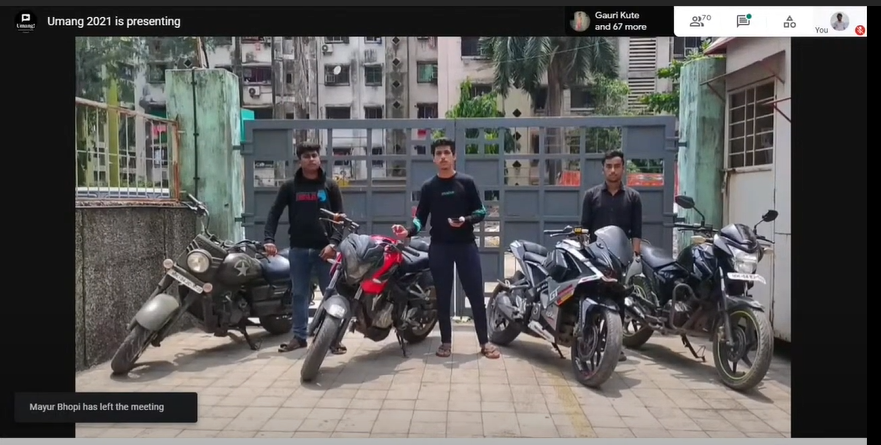 Umang 2021 is presenting
Gauri Kute
and 67 more
70
You
Mayur Bhopi has left the meeting